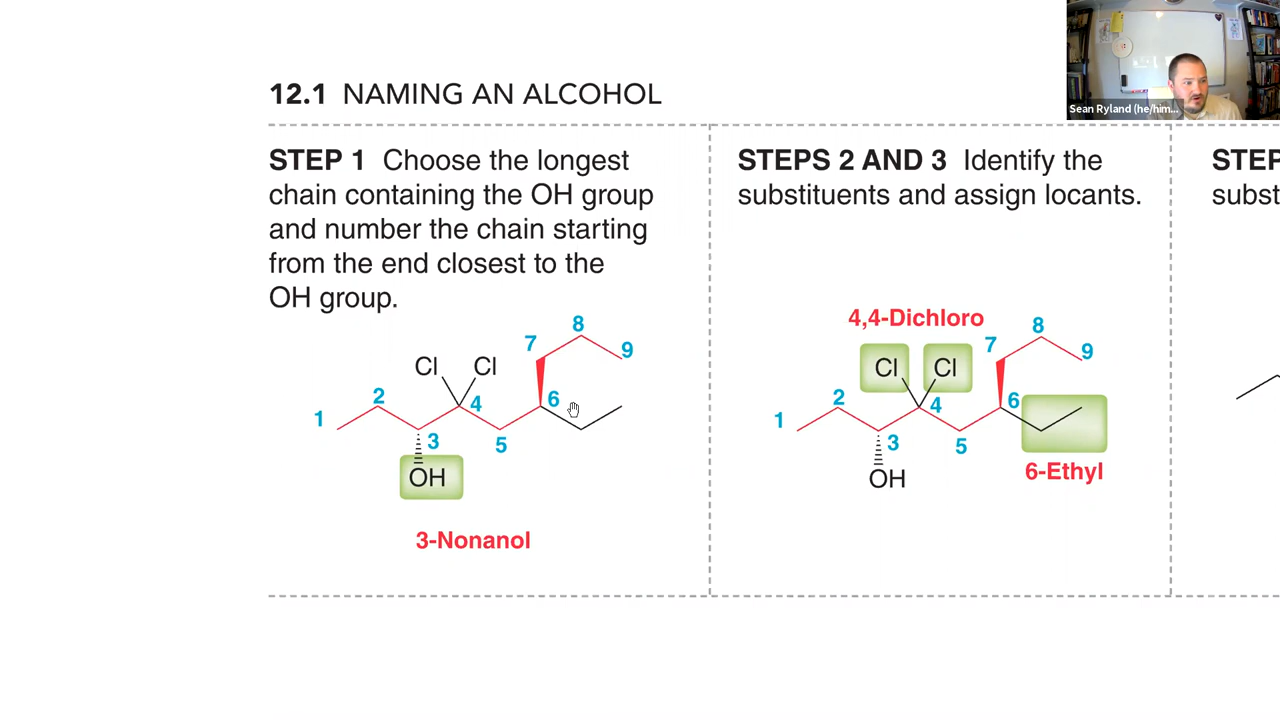 Sean Ryland (he/him...
12.1 NAMING AN ALCOHOL
STEP 1 Choose the longest
chain containing the OH group
and number the chain starting
from the end closest to the
OH group.
Cl Cl
1 2 3 4 5 6 7 8 9
OH
3-Nonanol
STEPS 2 AND 3 Identify the
substituents and assign locants.
4,4-Dichloro
Cl Cl
1 2 3 4 5 6 7 8 9
OH
6-Ethyl
STEP
subst